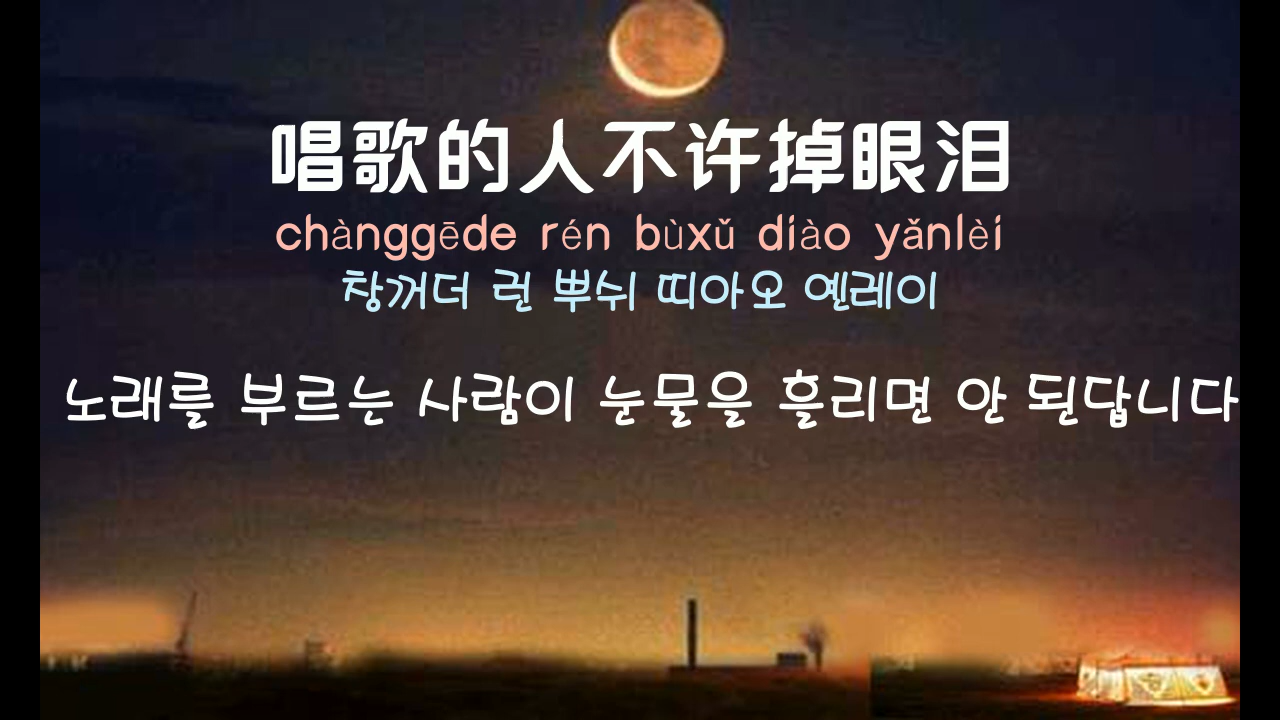 唱歌的人不许掉眼泪
chànggēde rén bùxǔ diào yǎnlèi
창꺼더 런 뿌쉬 띠아오 옌레이
노래를 부르는 사람이 눈물을 흘리면 안 된답니다